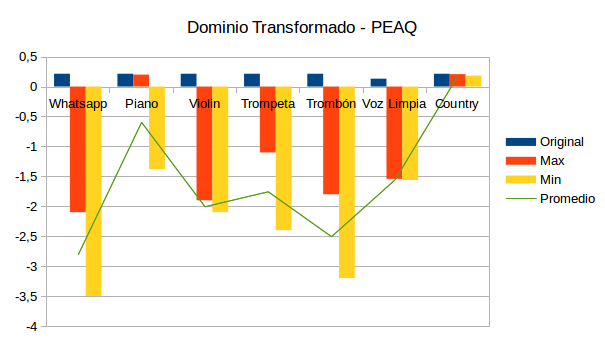 Dominio Transformado - PEAQ
0,5
0
-0,5
-1
-1,5
-2
-2,5
-3
-3,5
-4
Whatsapp Piano Violin Trompeta Trombón Voz Limpia Country
Original
Max
Min
Promedio